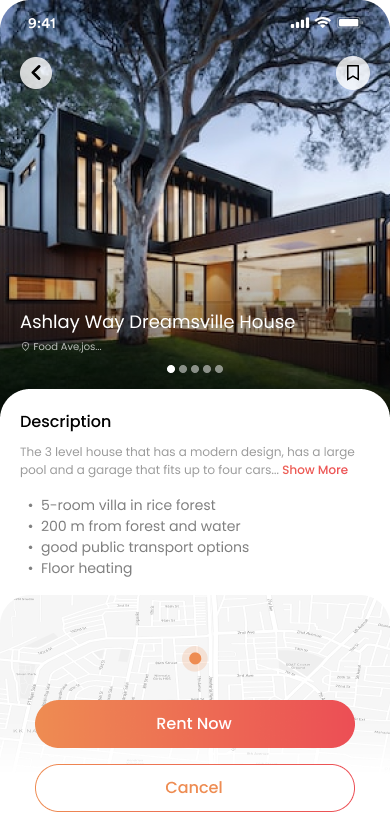 9:41
Ashlay Way Dreamsville House
Food Ave,jos...
Description
The 3 level house that has a modern design, has a large
pool and a garage that fits up to four cars... Show More
• 5-room villa in rice forest
• 200 m from forest and water
• good public transport options
• Floor heating
Rent Now
Cancel